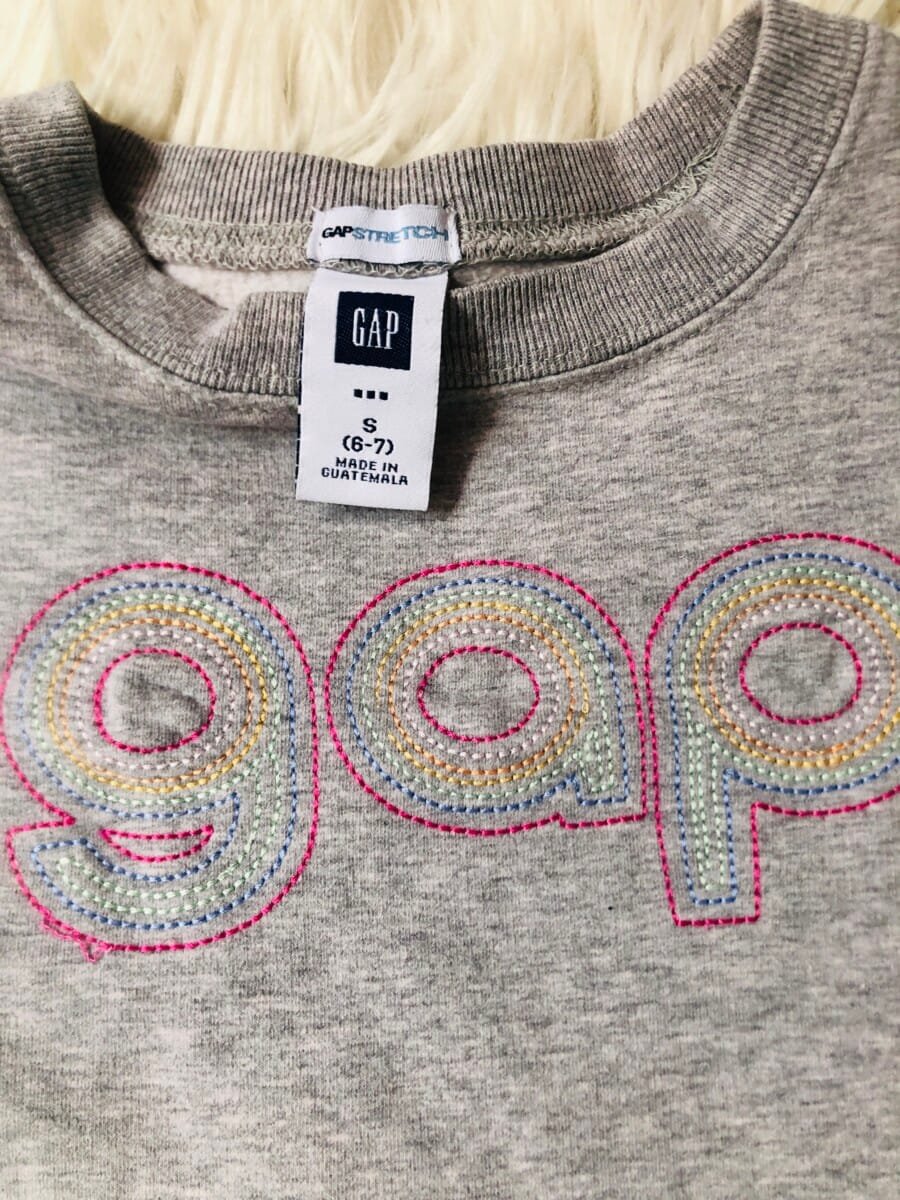 GAPSTRETCH
GAP
S
(6-7)
MADE IN
GUATEMALA
gap